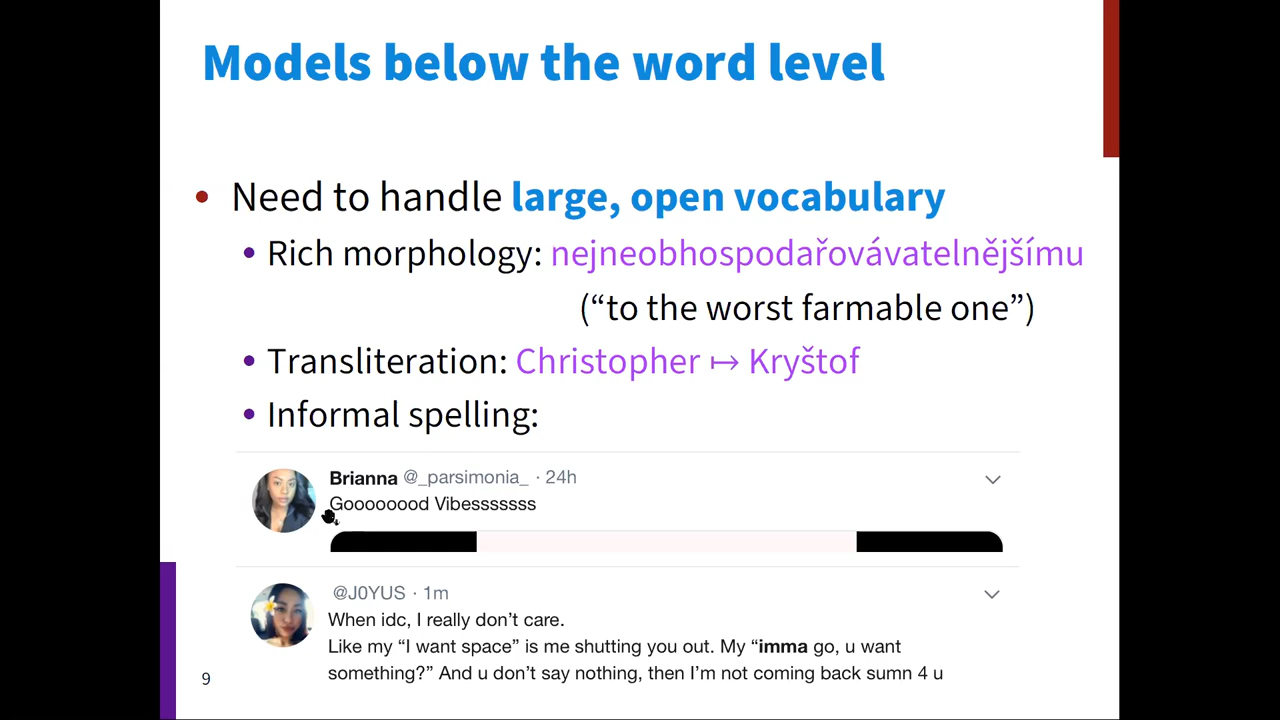 Models below the word level
• Need to handle large, open vocabulary
• Rich morphology: nejneobhospodařovávatelnějšímu
(“to the worst farmable one”)
• Transliteration: Christopher ↦ Kryštof
• Informal spelling:
Brianna @_parsimonia_ · 24h
Goooooood Vibesssssss
@J0YUS · 1m
When idc, I really don’t care.
Like my “I want space” is me shutting you out. My “imma go, u want
something?” And u don’t say nothing, then I’m not coming back sumn 4 u
9